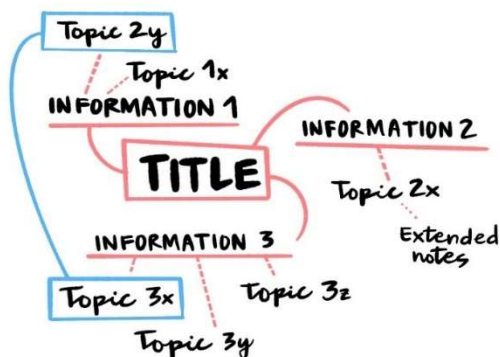 Topic 2y
Topic 1x
INFORMATION 1
INFORMATION 2
TITLE
Topic 2x
Extended
notes
INFORMATION 3
Topic 3x
Topic 3z
Topic 3y